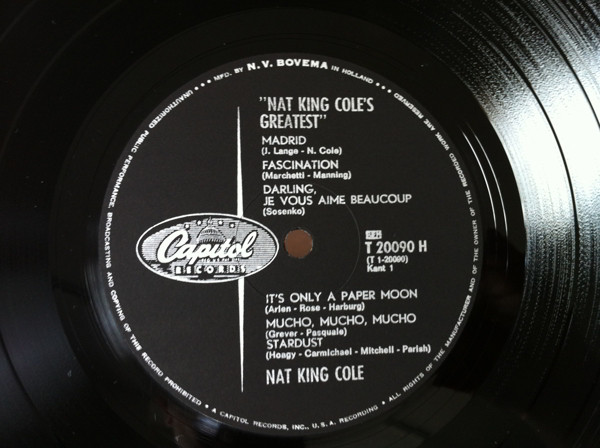 • MFD. BY N.V. BOVEMA IN HOLLAND •
UNAUTHORIZED PUBLIC PERFORMANCE, BROADCASTING AND COPYING OF THIS RECORD PROHIBITED •
ALL RIGHTS OF THE MANUFACTURER AND OF THE OWNER OF THE RECORDED WORK ARE RESERVED
"NAT KING COLE'S
GREATEST"
MADRID
(J. Lange - N. Cole)
FASCINATION
(Marchetti - Manning)
DARLING,
JE VOUS AIME BEAUCOUP
(Sosenko)
Capitol
RECORDS
T 20090 H
(T 1-20090)
Kant 1
IT'S ONLY A PAPER MOON
(Arlen - Rose - Harburg)
MUCHO, MUCHO, MUCHO
(Grever - Pasquale)
STARDUST
(Hoagy - Carmichael - Mitchell - Parish)
NAT KING COLE
• A CAPITOL RECORDS, INC., U.S.A. RECORDING •